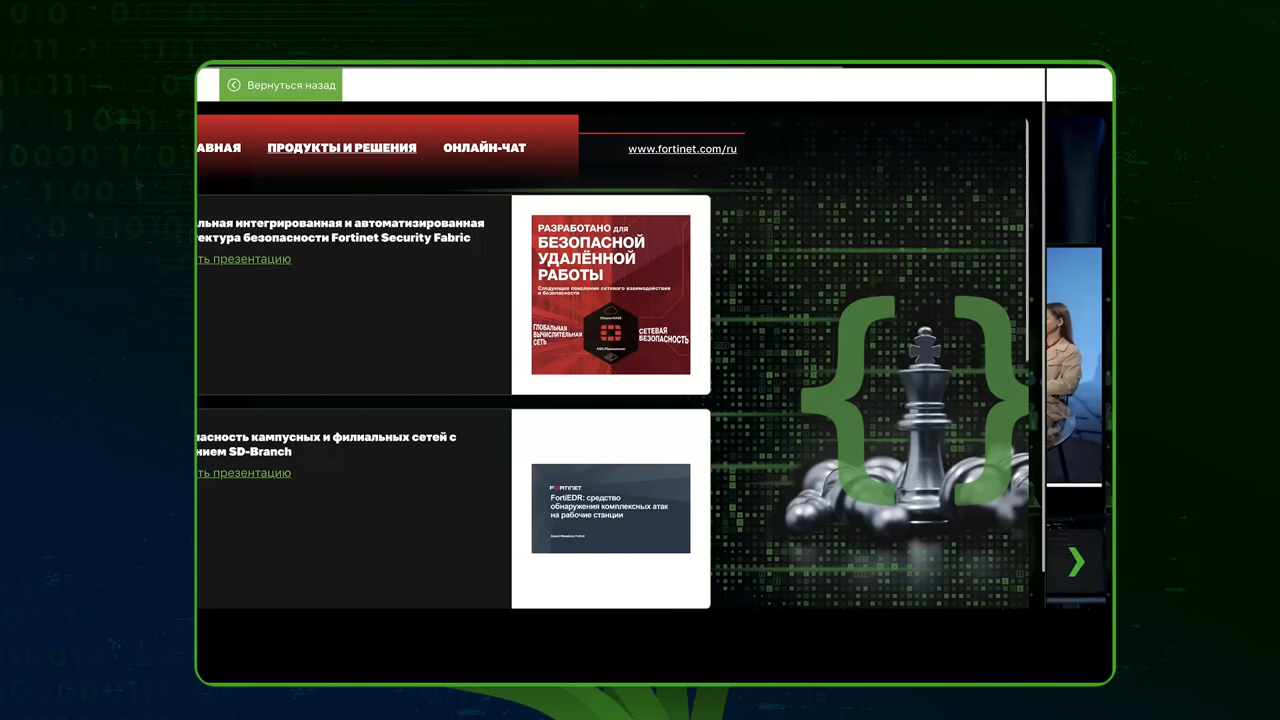 Вернуться назад
АВНАЯ ПРОДУКТЫ И РЕШЕНИЯ ОНЛАЙН-ЧАТ
www.fortinet.com/ru
льная интегрированная и автоматизированная
ектура безопасности Fortinet Security Fabric
ть презентацию
РАЗРАБОТАНО для
БЕЗОПАСНОЙ
УДАЛЁННОЙ
РАБОТЫ
Следующее поколение сетевого взаимодействия
и безопасности
ГЛОБАЛЬНАЯ
ВЫЧИСЛИТЕЛЬНАЯ
СЕТЬ
СЕТЕВАЯ
БЕЗОПАСНОСТЬ
пасность кампусных и филиальных сетей с
нием SD-Branch
ть презентацию
FORTINET
FortiEDR: средство
обнаружения комплексных атак
на рабочие станции